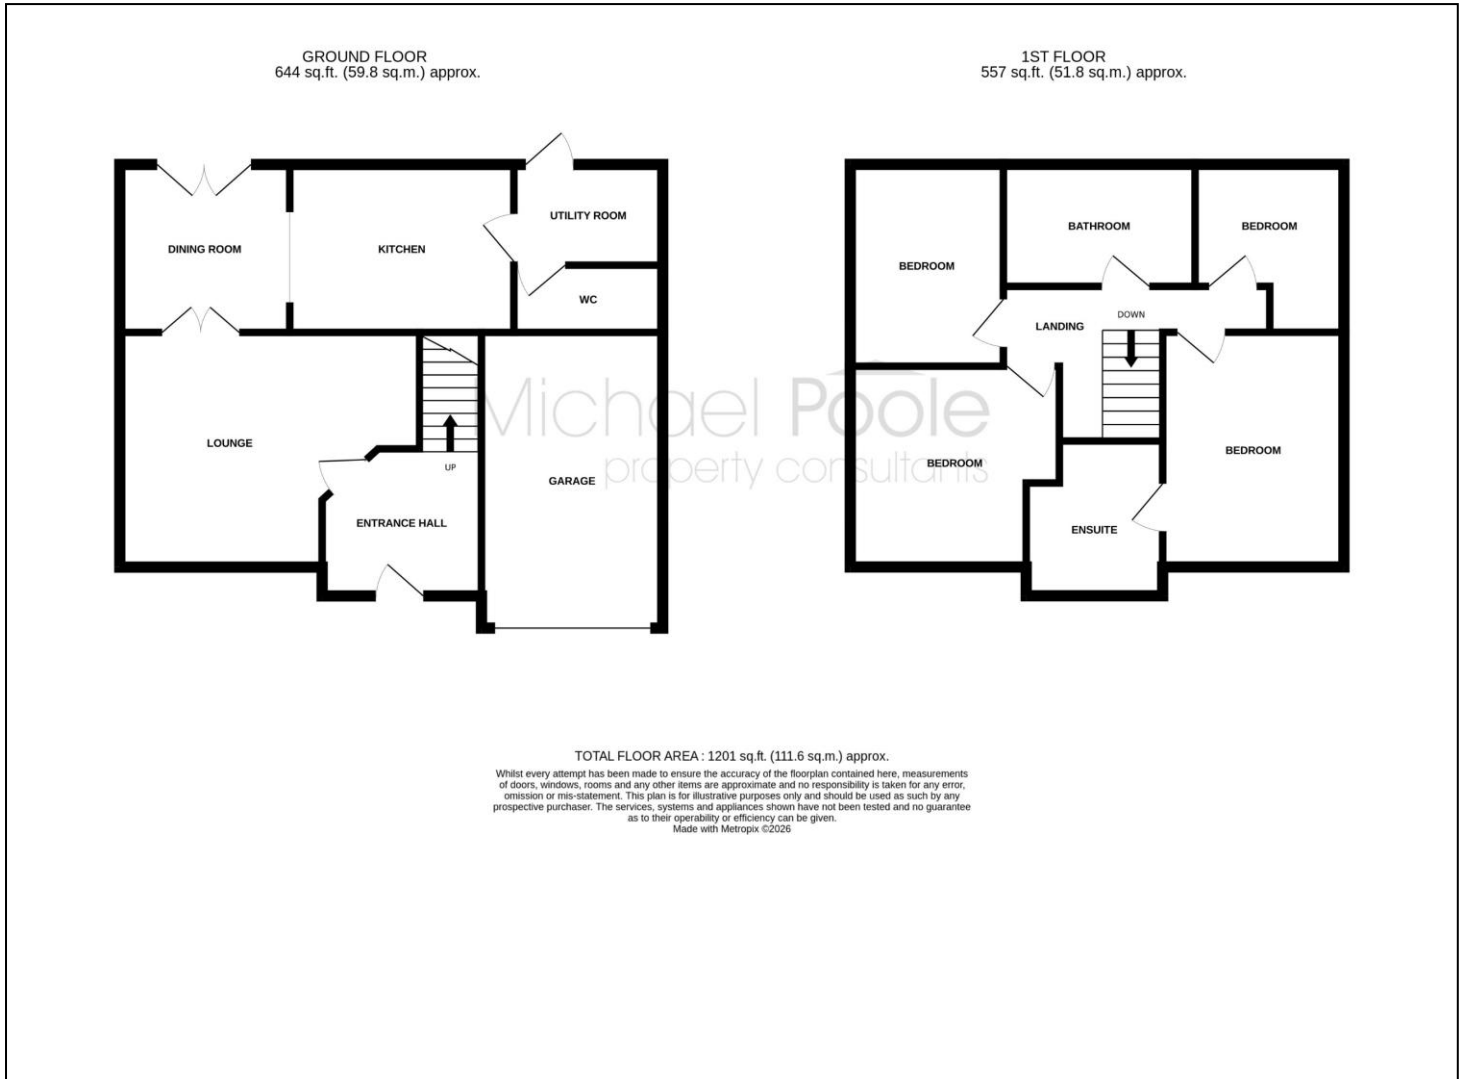 GROUND FLOOR
644 sq.ft. (59.8 sq.m.) approx.
1ST FLOOR
557 sq.ft. (51.8 sq.m.) approx.
DINING ROOM
KITCHEN
UTILITY ROOM
WC
LOUNGE
UP
ENTRANCE HALL
GARAGE
BEDROOM
BATHROOM
BEDROOM
LANDING
DOWN
BEDROOM
BEDROOM
ENSUITE
Michael Poole
property consultants
TOTAL FLOOR AREA : 1201 sq.ft. (111.6 sq.m.) approx.
Whilst every attempt has been made to ensure the accuracy of the floorplan contained here, measurements
of doors, windows, rooms and any other items are approximate and no responsibility is taken for any error,
omission or mis-statement. This plan is for illustrative purposes only and should be used as such by any
prospective purchaser. The services, systems and appliances shown have not been tested and no guarantee
as to their operability or efficiency can be given.
Made with Metropix ©2026